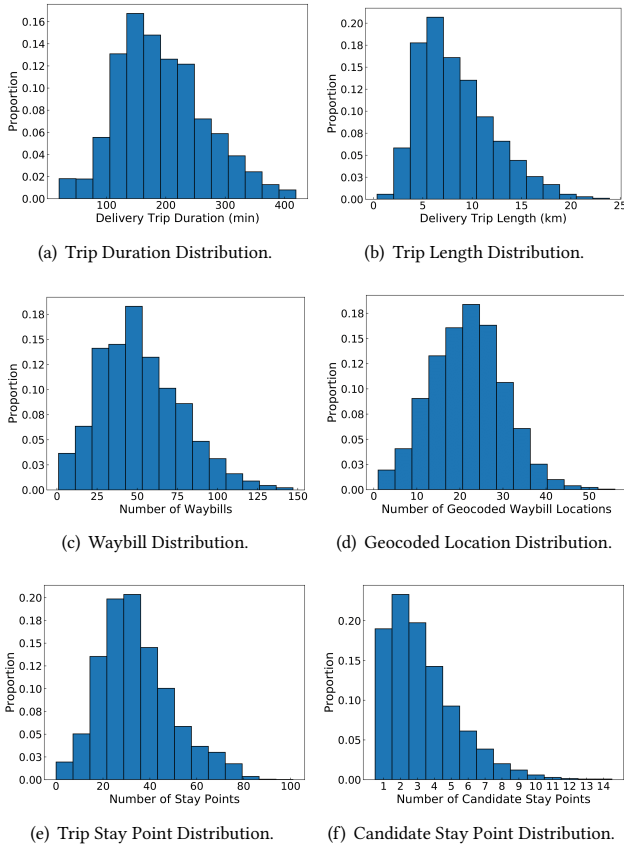 0.16
0.14
0.12
0.10
0.08
0.06
0.04
0.02
0.00
Proportion
100 200 300 400
Delivery Trip Duration (min)
(a) Trip Duration Distribution.
0.20
0.18
0.15
0.13
0.10
0.08
0.05
0.03
0.00
Proportion
0 5 10 15 20 25
Delivery Trip Length (km)
(b) Trip Length Distribution.
0.18
0.15
0.13
0.10
0.08
0.05
0.03
0.00
Proportion
0 25 50 75 100 125 150
Number of Waybills
(c) Waybill Distribution.
0.18
0.15
0.13
0.10
0.08
0.05
0.03
0.00
Proportion
0 10 20 30 40 50
Number of Geocoded Waybill Locations
(d) Geocoded Location Distribution.
0.20
0.18
0.15
0.13
0.10
0.08
0.05
0.03
0.00
Proportion
0 20 40 60 80 100
Number of Stay Points
(e) Trip Stay Point Distribution.
0.20
0.15
0.10
0.05
0.00
Proportion
1 2 3 4 5 6 7 8 9 10 11 12 13 14
Number of Candidate Stay Points
(f) Candidate Stay Point Distribution.